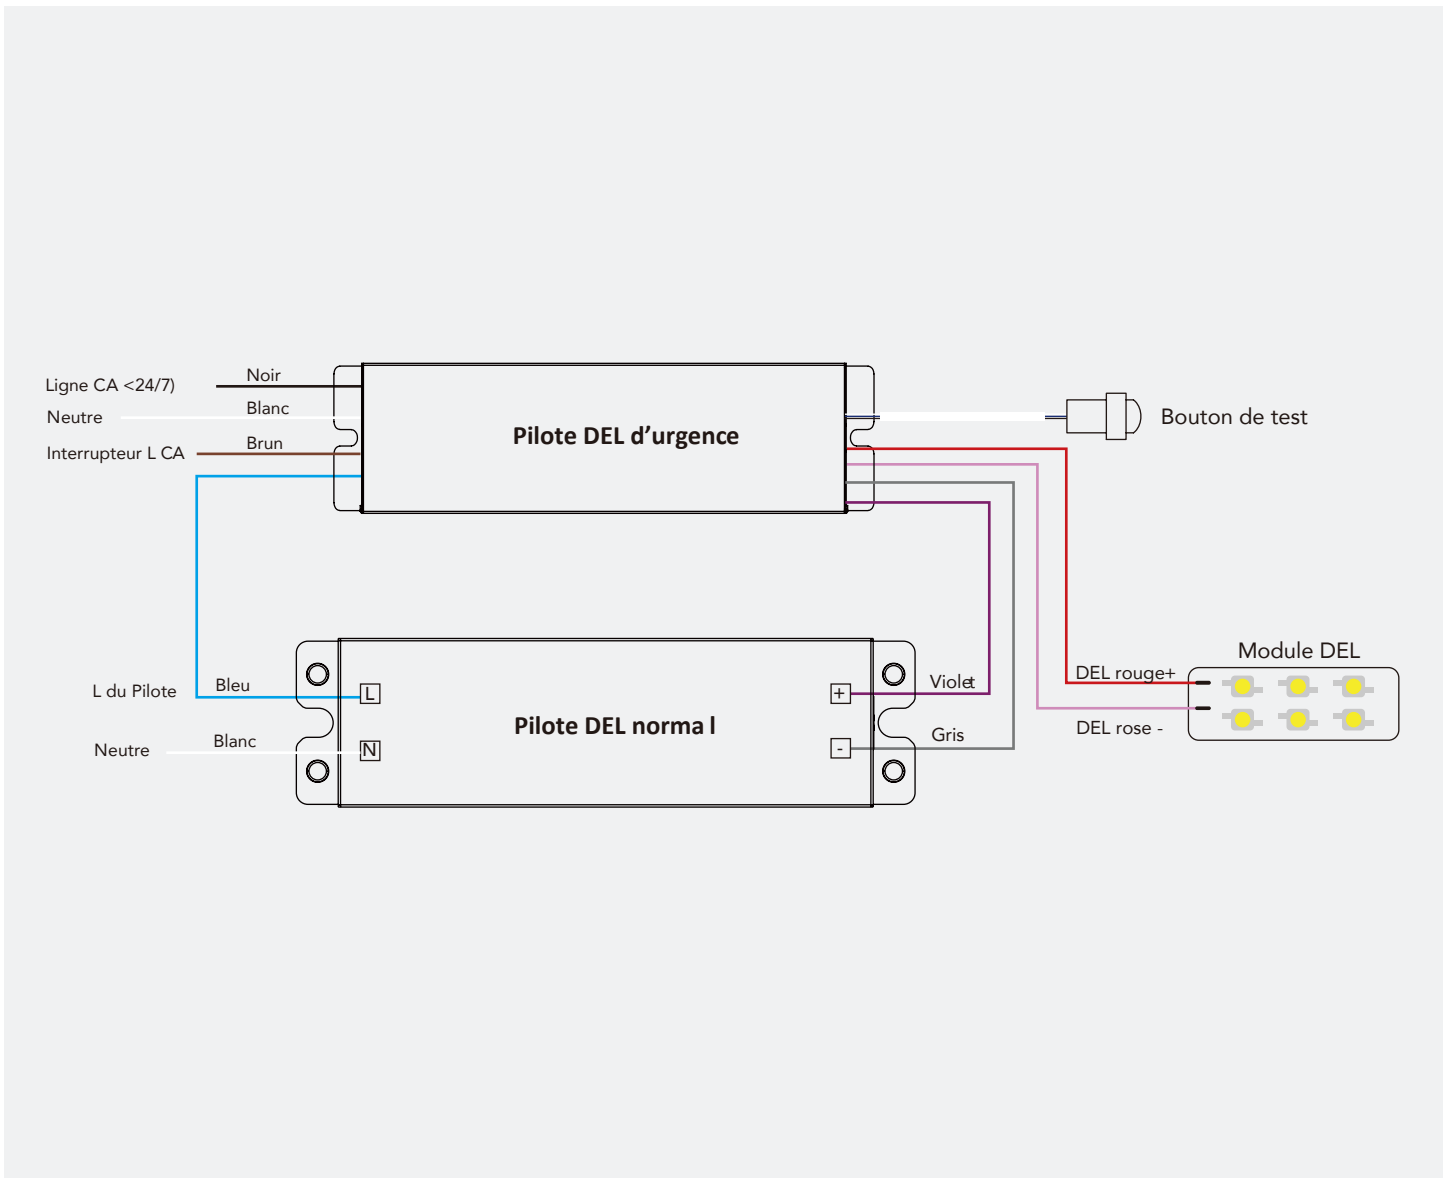 Noir
Ligne CA <24/7)
Blanc
Neutre
Brun
Interrupteur L CA
Pilote DEL d'urgence
Bouton de test
Module DEL
DEL rouge+
DEL rose -
L du Pilote
Bleu
L
+
Violet
Pilote DEL norma l
Neutre
Blanc
N
-
Gris